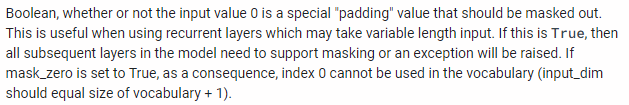 Boolean, whether or not the input value 0 is a special "padding" value that should be masked out.
This is useful when using recurrent layers which may take variable length input. If this is True, then
all subsequent layers in the model need to support masking or an exception will be raised. If
mask_zero is set to True, as a consequence, index 0 cannot be used in the vocabulary (input_dim
should equal size of vocabulary + 1).